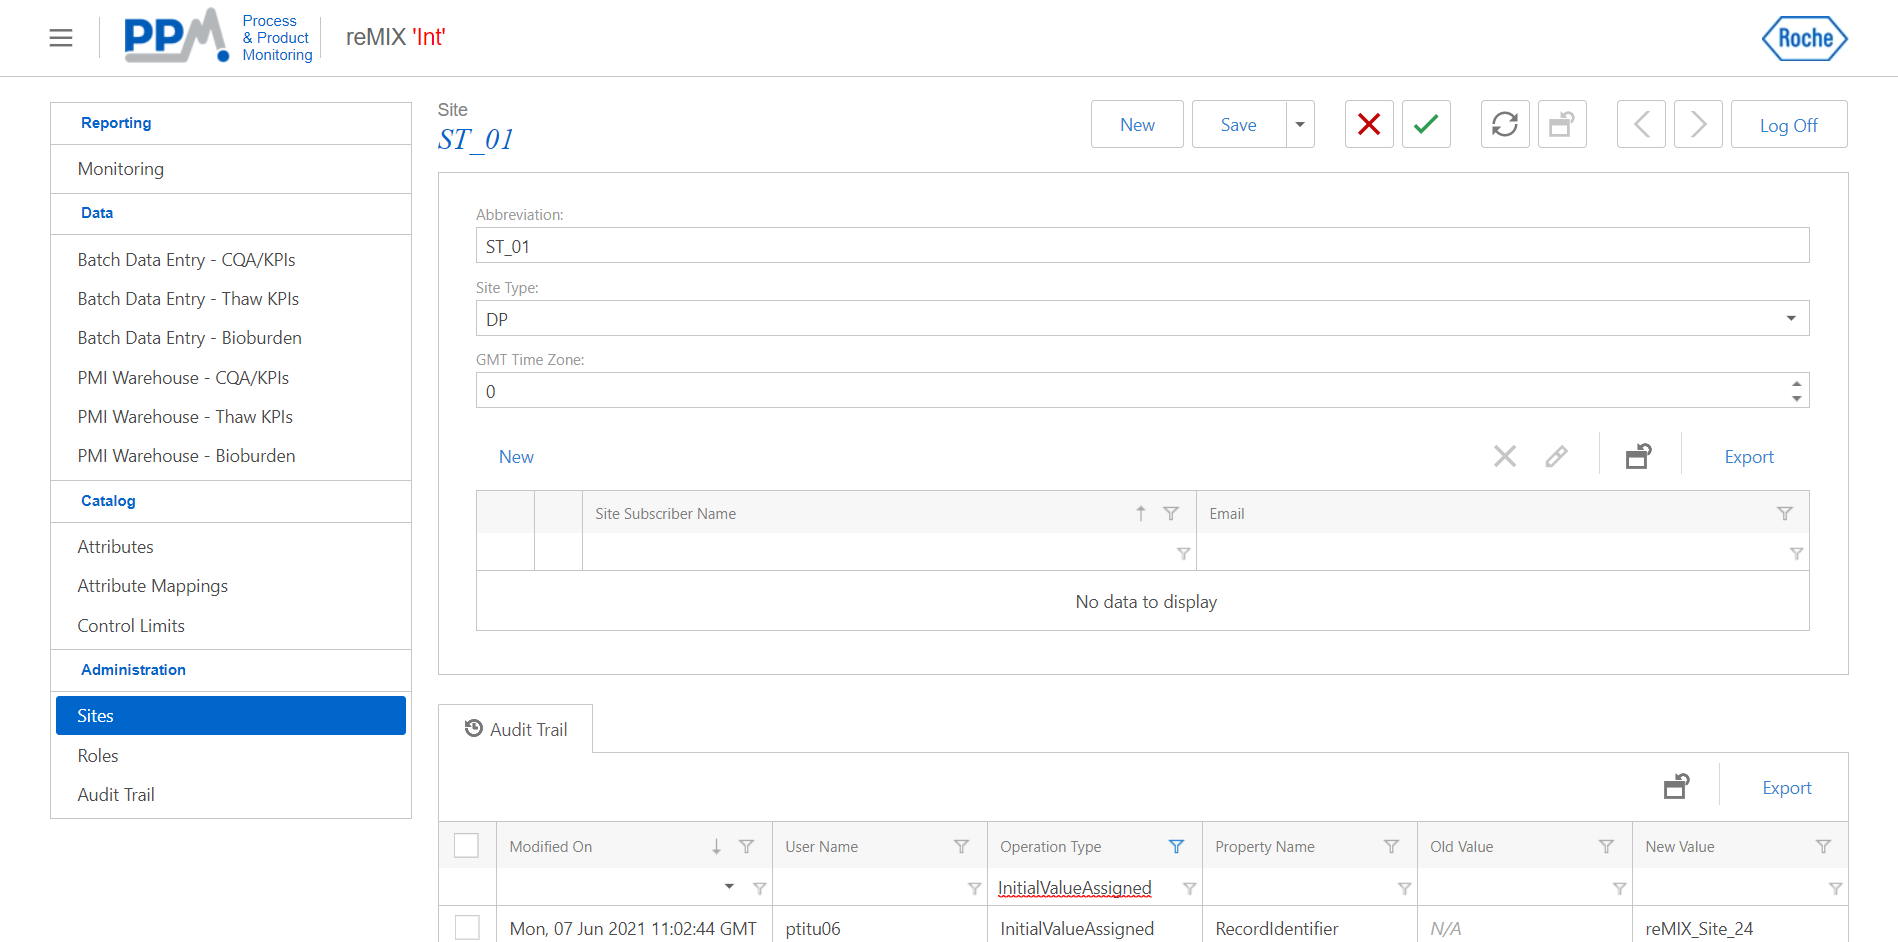 PPM
Process
& Product
Monitoring
reMIX 'Int'
Roche
Reporting
Monitoring
Data
Batch Data Entry - CQA/KPIs
Batch Data Entry - Thaw KPIs
Batch Data Entry - Bioburden
PMI Warehouse - CQA/KPIs
PMI Warehouse - Thaw KPIs
PMI Warehouse - Bioburden
Catalog
Attributes
Attribute Mappings
Control Limits
Administration
Sites
Roles
Audit Trail
Site
ST_01
New Save Log Off
Abbreviation:
ST_01
Site Type:
DP
GMT Time Zone:
0
New Export
Site Subscriber Name Email
No data to display
Audit Trail
Export
Modified On User Name Operation Type Property Name Old Value New Value
InitialValueAssigned
Mon, 07 Jun 2021 11:02:44 GMT ptitu06 InitialValueAssigned RecordIdentifier N/A reMIX_Site_24